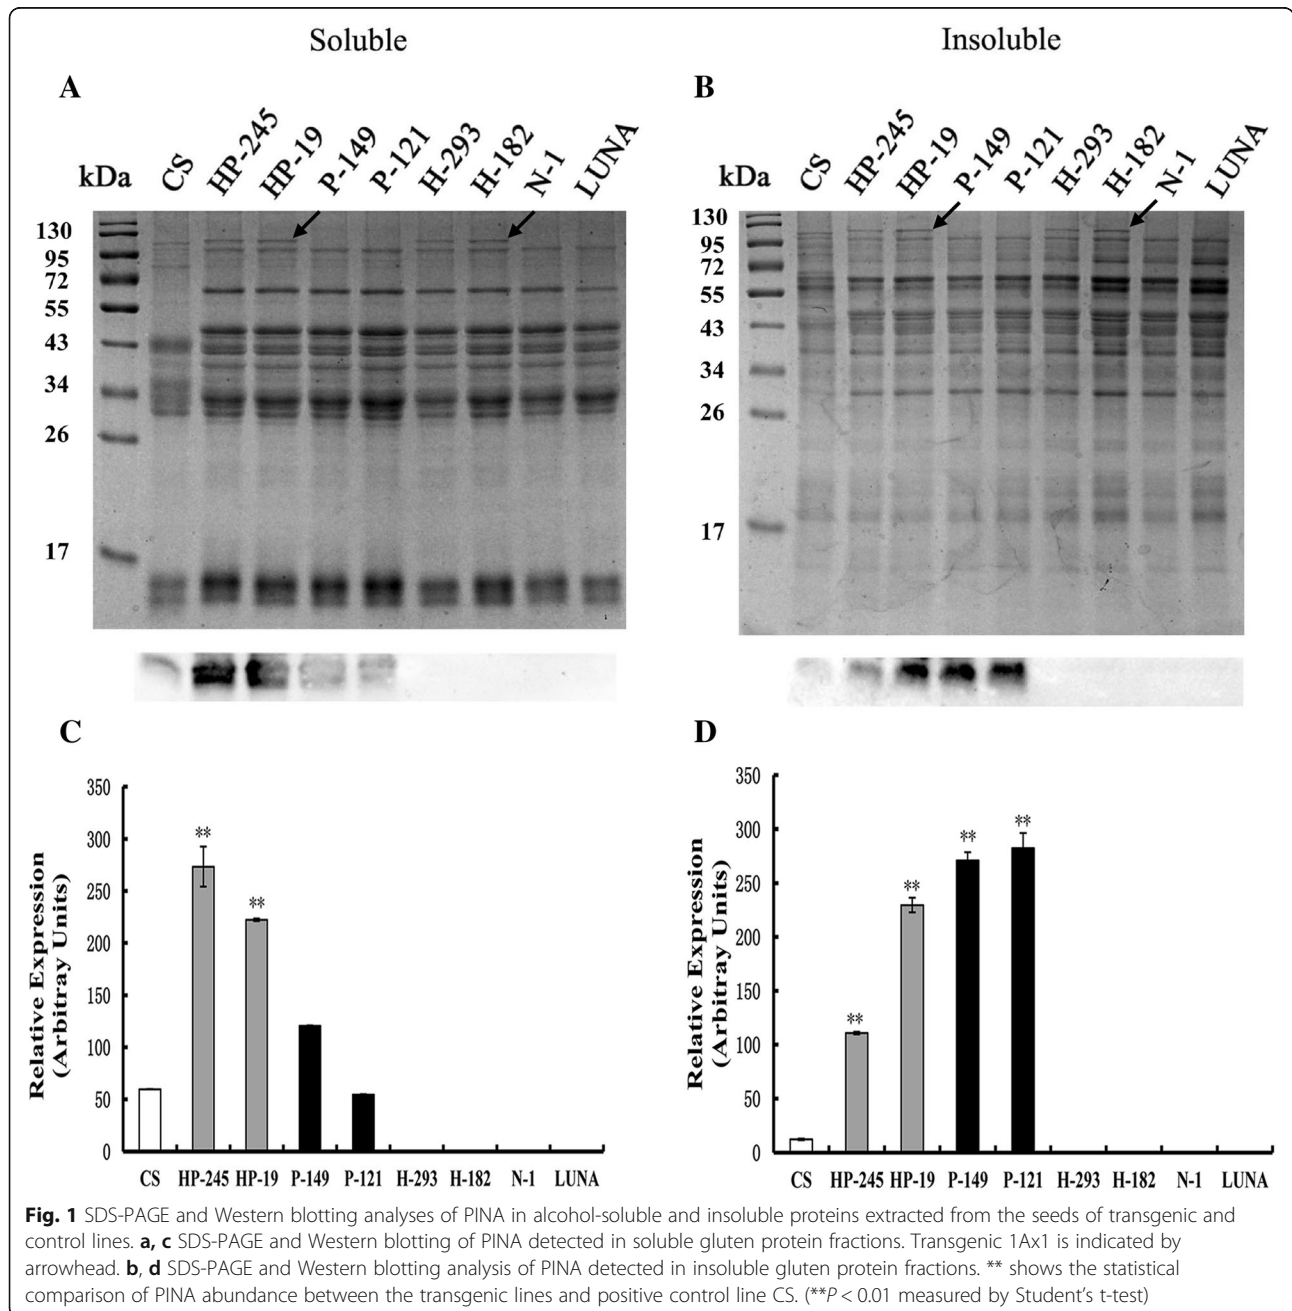 Soluble
Insoluble
A
B
kDa CS HP-245 HP-19 P-149 P-121 H-293 H-182 N-1 LUNA
130
95
72
55
43
34
26
17
kDa CS HP-245 HP-19 P-149 P-121 H-293 H-182 N-1 LUNA
130
95
72
55
43
34
26
17
C
Relative Expression
(Arbitray Units)
350
300
250
200
150
100
50
0
**
**
CS HP-245 HP-19 P-149 P-121 H-293 H-182 N-1 LUNA
D
Relative Expression
(Arbitray Units)
350
300
250
200
150
100
50
0
**
**
**
**
CS HP-245 HP-19 P-149 P-121 H-293 H-182 N-1 LUNA
Fig. 1 SDS-PAGE and Western blotting analyses of PINA in alcohol-soluble and insoluble proteins extracted from the seeds of transgenic and
control lines. a, c SDS-PAGE and Western blotting of PINA detected in soluble gluten protein fractions. Transgenic 1Ax1 is indicated by
arrowhead. b, d SDS-PAGE and Western blotting analysis of PINA detected in insoluble gluten protein fractions. ** shows the statistical
comparison of PINA abundance between the transgenic lines and positive control line CS. (**P < 0.01 measured by Student's t-test)